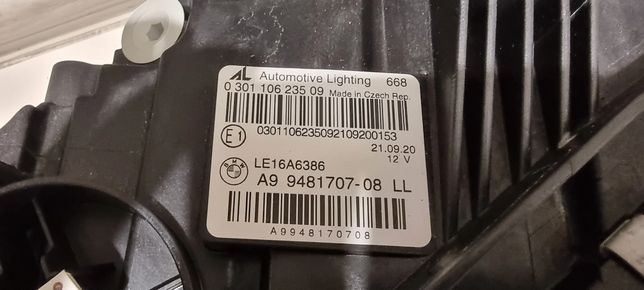 AL Automotive Lighting 668
0 301 106 235 09 Made in Czech Rep.
0301106235092109200153
E1
21.09.20
12 V
BMW
LE16A6386
A9 9481707-08 LL
A9948170708